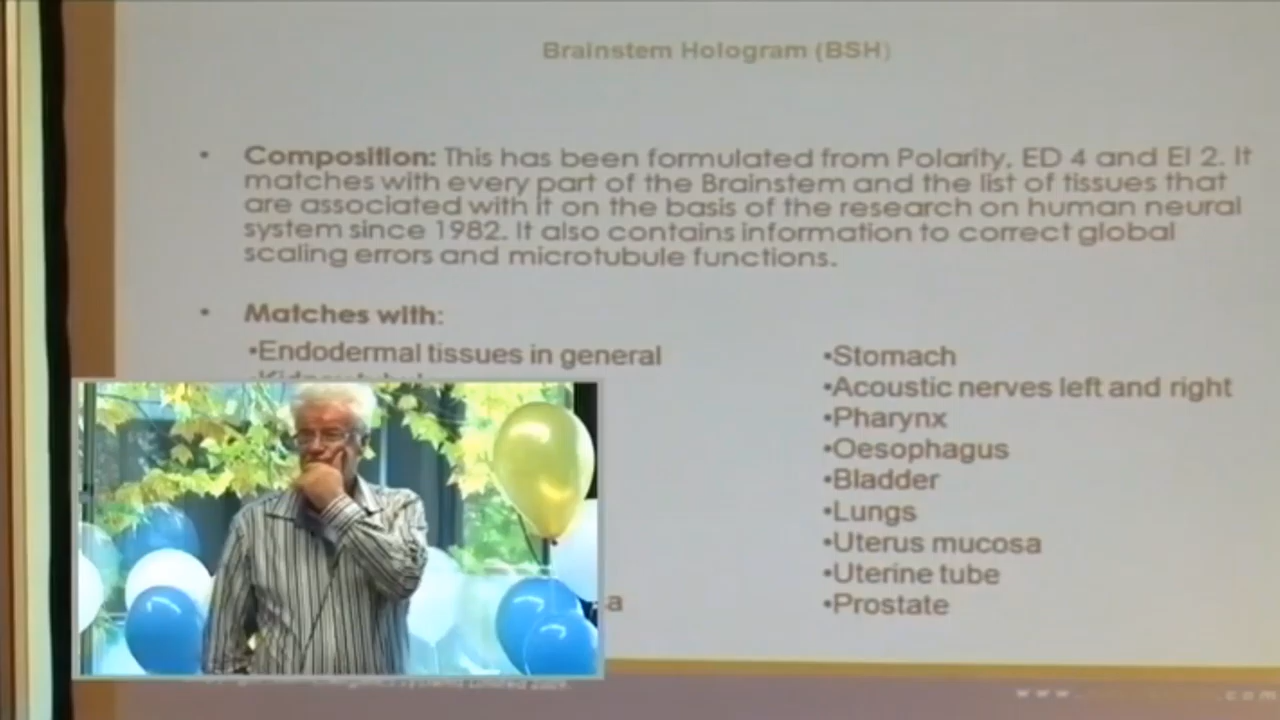 Brainstem Hologram (BSH)
• Composition: This has been formulated from Polarity, ED 4 and EI 2. It
matches with every part of the Brainstem and the list of tissues that
are associated with it on the basis of the research on human neural
system since 1982. It also contains information to correct global
scaling errors and microtubule functions.
• Matches with:
•Endodermal tissues in general
•Stomach
•Acoustic nerves left and right
•Pharynx
•Oesophagus
•Bladder
•Lungs
•Uterus mucosa
•Uterine tube
•Prostate
www.
.com